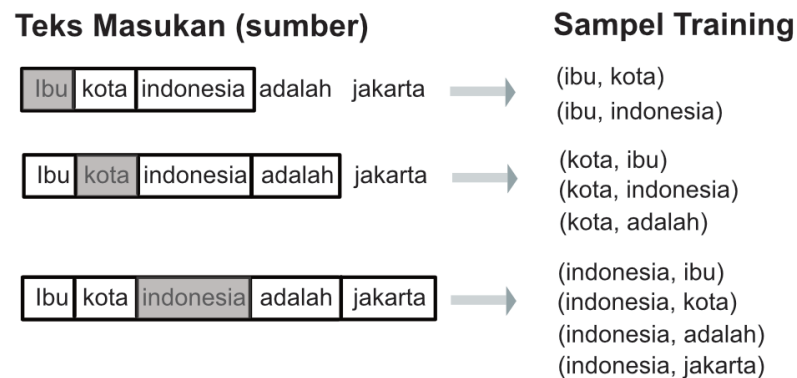 Teks Masukan (sumber) Sampel Training
Ibu kota indonesia adalah jakarta
(ibu, kota)
(ibu, indonesia)
Ibu kota indonesia adalah jakarta
(kota, ibu)
(kota, indonesia)
(kota, adalah)
Ibu kota indonesia adalah jakarta
(indonesia, ibu)
(indonesia, kota)
(indonesia, adalah)
(indonesia, jakarta)